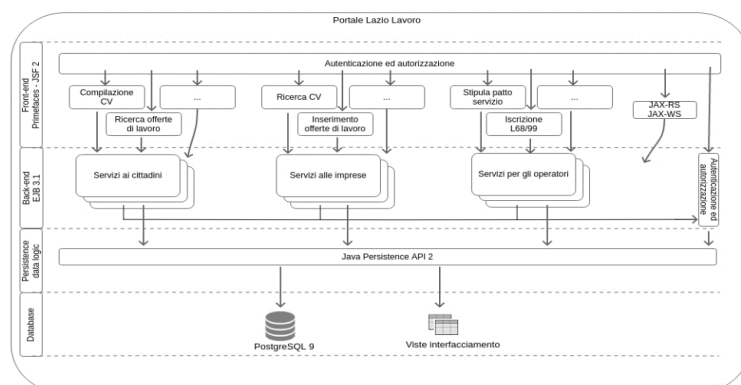 Portale Lazio Lavoro
Front-end
Primefaces - JSF 2
Autenticazione ed autorizzazione
Compilazione
CV
...
Ricerca offerte
di lavoro
Ricerca CV
...
Inserimento
offerte di lavoro
Stipula patto
servizio
...
Iscrizione
L68/99
JAX-RS
JAX-WS
Back-end
EJB 3.1
Servizi ai cittadini
Servizi alle imprese
Servizi per gli operatori
Autenticazione ed
autorizzazione
Persistence
data logic
Java Persistence API 2
Database
PostgreSQL 9
Viste interfacciamento